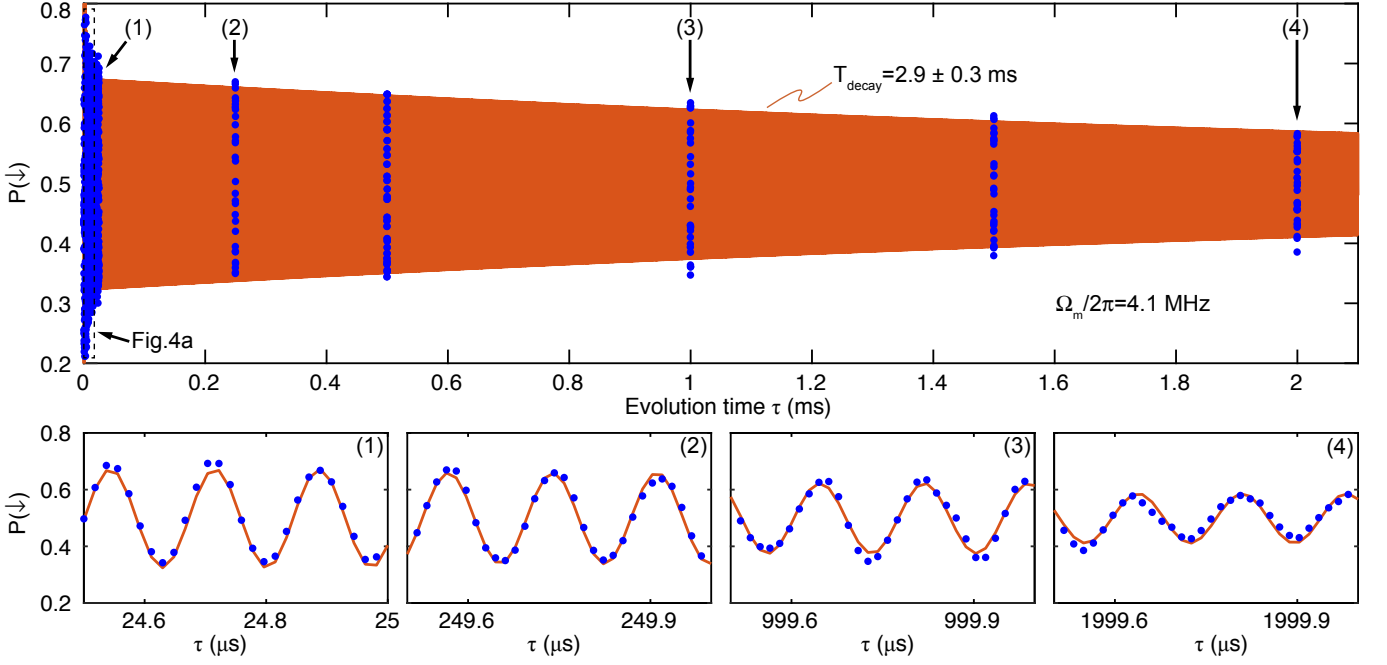 0.8
0.7
0.6
0.5
0.4
0.3
0.2
P(↓)
(1)
(2)
(3)
(4)
T_decay=2.9 ± 0.3 ms
Ω_m/2π=4.1 MHz
Fig.4a
0 0.2 0.4 0.6 0.8 1 1.2 1.4 1.6 1.8 2
Evolution time τ (ms)
0.8
0.6
0.4
0.2
P(↓)
(1)
(2)
(3)
(4)
24.6 24.8 25
249.6 249.9
999.6 999.9
1999.6 1999.9
τ (μs)
τ (μs)
τ (μs)
τ (μs)